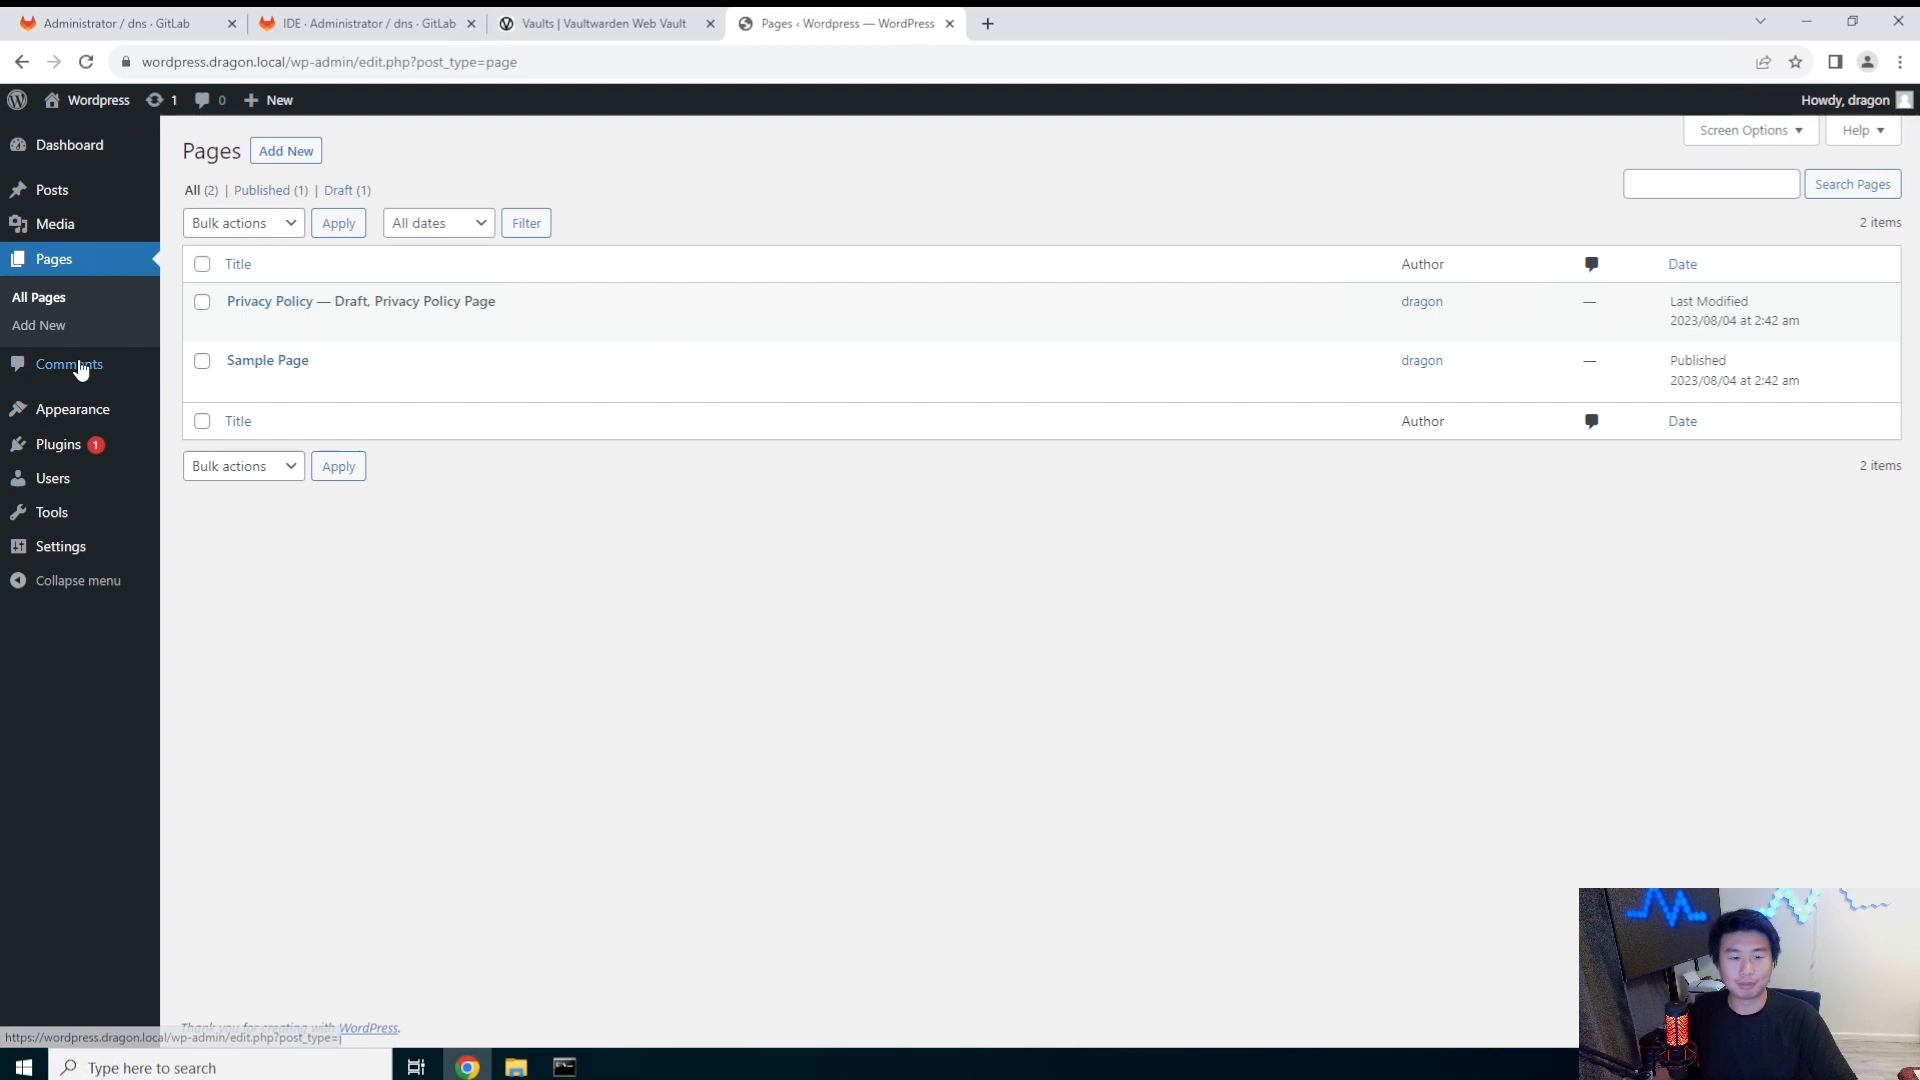 Administrator / dns · GitLab
IDE · Administrator / dns · GitLab
Vaults | Vaultwarden Web Vault
Pages ‹ Wordpress — WordPress
wordpress.dragon.local/wp-admin/edit.php?post_type=page
Wordpress
1
0
New
Howdy, dragon
Dashboard
Posts
Media
Pages
All Pages
Add New
Comments
Appearance
Plugins 1
Users
Tools
Settings
Collapse menu
Screen Options
Help
Pages
Add New
All (2) | Published (1) | Draft (1)
Search Pages
Bulk actions
Apply
All dates
Filter
2 items
Title
Author
Date
Privacy Policy — Draft, Privacy Policy Page
dragon
—
Last Modified
2023/08/04 at 2:42 am
Sample Page
dragon
—
Published
2023/08/04 at 2:42 am
Title
Author
Date
Bulk actions
Apply
2 items
Thank you for creating with WordPress.
https://wordpress.dragon.local/wp-admin/edit.php?post_type=
Type here to search